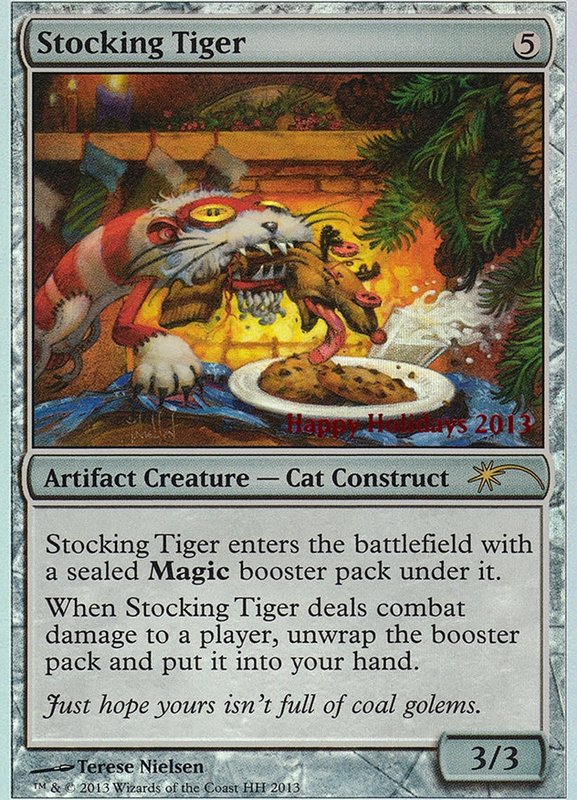 Stocking Tiger 5
Happy Holidays 2013
Artifact Creature — Cat Construct
Stocking Tiger enters the battlefield with
a sealed Magic booster pack under it.
When Stocking Tiger deals combat
damage to a player, unwrap the booster
pack and put it into your hand.
Just hope yours isn't full of coal golems.
3/3
Terese Nielsen
™ & © 2013 Wizards of the Coast HH 2013